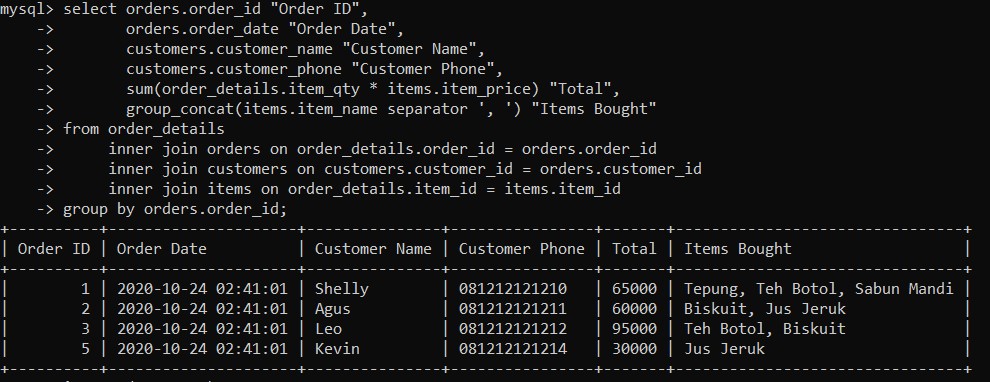 mysql> select orders.order_id "Order ID",
    ->        orders.order_date "Order Date",
    ->        customers.customer_name "Customer Name",
    ->        customers.customer_phone "Customer Phone",
    ->        sum(order_details.item_qty * items.item_price) "Total",
    ->        group_concat(items.item_name separator ', ') "Items Bought"
    -> from order_details
    ->      inner join orders on order_details.order_id = orders.order_id
    ->      inner join customers on customers.customer_id = orders.customer_id
    ->      inner join items on order_details.item_id = items.item_id
    -> group by orders.order_id;
+----------+---------------------+---------------+----------------+-------+------------------------------+
| Order ID | Order Date          | Customer Name | Customer Phone | Total | Items Bought                 |
+----------+---------------------+---------------+----------------+-------+------------------------------+
|        1 | 2020-10-24 02:41:01 | Shelly        | 081212121210   | 65000 | Tepung, Teh Botol, Sabun Mandi |
|        2 | 2020-10-24 02:41:01 | Agus          | 081212121211   | 60000 | Biskuit, Jus Jeruk           |
|        3 | 2020-10-24 02:41:01 | Leo           | 081212121212   | 95000 | Teh Botol, Biskuit           |
|        5 | 2020-10-24 02:41:01 | Kevin         | 081212121214   | 30000 | Jus Jeruk                    |
+----------+---------------------+---------------+----------------+-------+------------------------------+